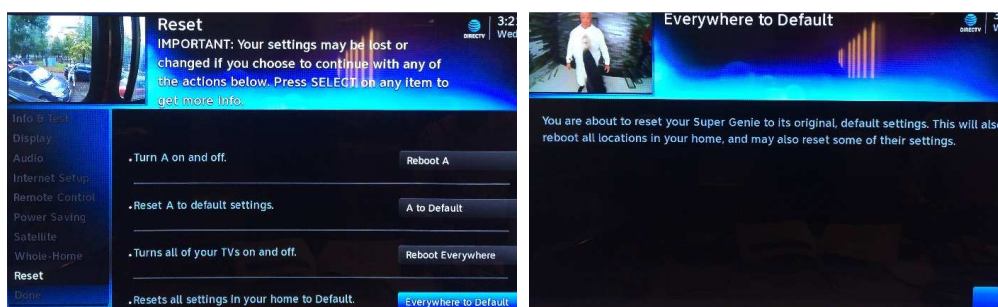 Reset
IMPORTANT: Your settings may be lost or
changed if you choose to continue with any of
the actions below. Press SELECT on any item to
get more info.
DIRECTV
3:2
Wed
Info & Test
Display
Audio
Internet Setup
Remote Control
Power Saving
Satellite
Whole-Home
Reset
Done
.Turn A on and off.
Reboot A
.Reset A to default settings.
A to Default
.Turns all of your TVs on and off.
Reboot Everywhere
.Resets all settings in your home to Default.
Everywhere to Default
Everywhere to Default
DIRECTV
You are about to reset your Super Genie to its original, default settings. This will also
reboot all locations in your home, and may also reset some of their settings.